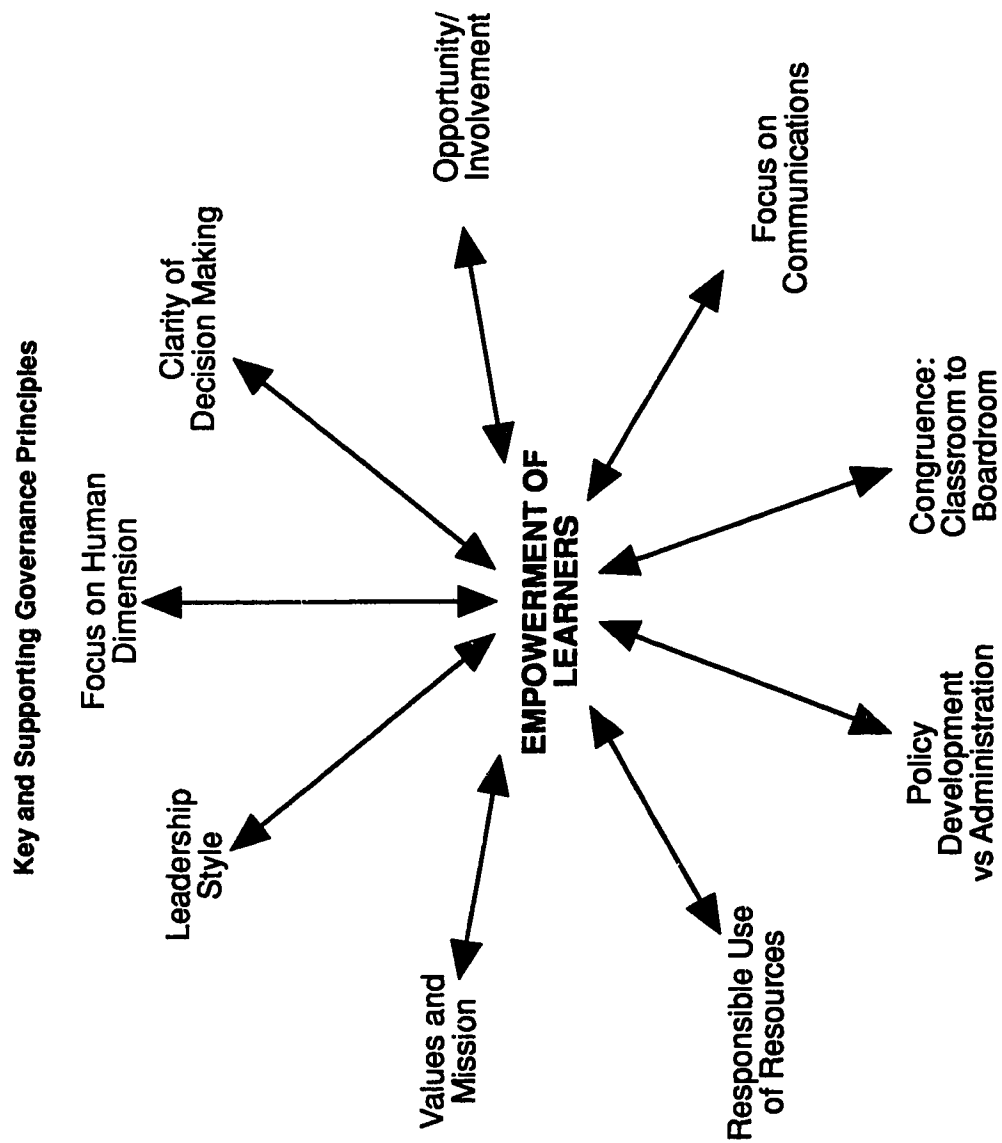 Key and Supporting Governance Principles
Focus on Human
Dimension
Clarity of
Decision Making
Opportunity/
Involvement
Focus on
Communications
Congruence:
Classroom to
Boardroom
Policy
Development
vs Administration
Responsible Use
of Resources
Values and
Mission
Leadership
Style
EMPOWERMENT OF
LEARNERS